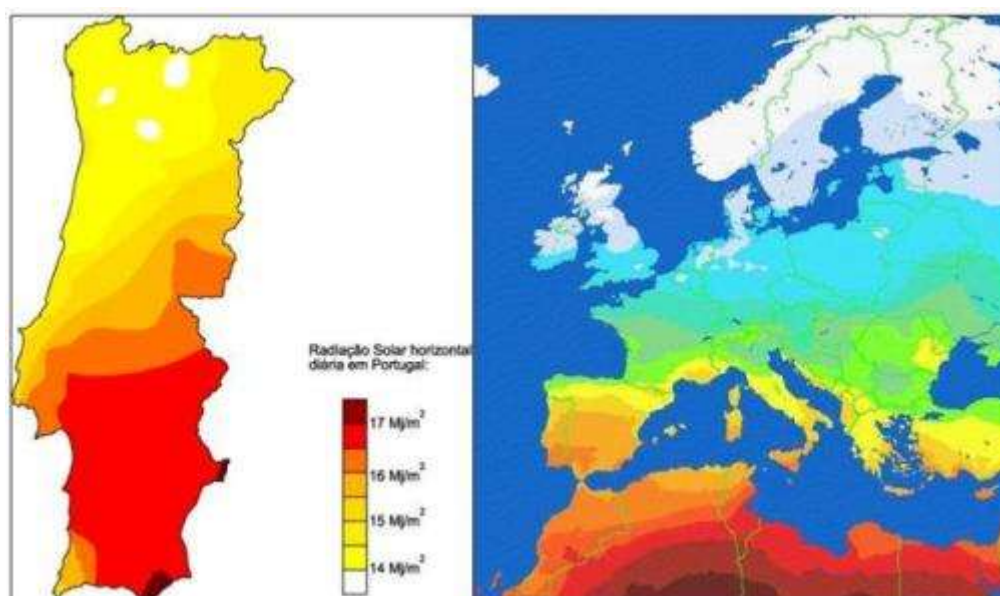 Radiação Solar horizontal
diária em Portugal:
17 Mj/m²
16 Mj/m²
15 Mj/m²
14 Mj/m²